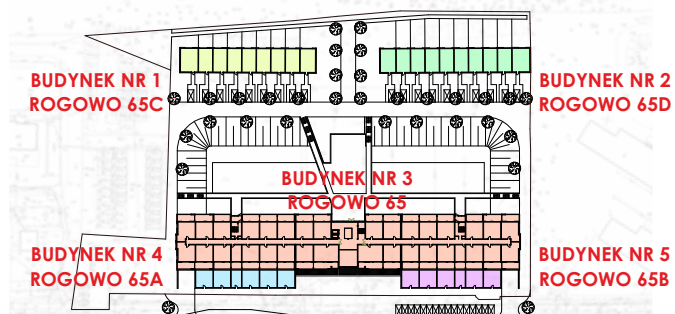 BUDYNEK NR 1
ROGOWO 65C
BUDYNEK NR 2
ROGOWO 65D
BUDYNEK NR 3
ROGOWO 65
BUDYNEK NR 4
ROGOWO 65A
BUDYNEK NR 5
ROGOWO 65B